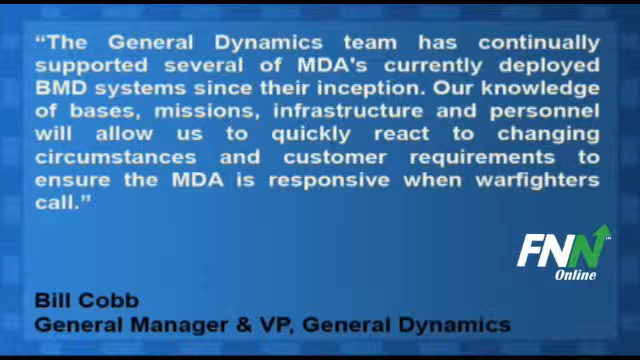 “The General Dynamics team has continually
supported several of MDA's currently deployed
BMD systems since their inception. Our knowledge
of bases, missions, infrastructure and personnel
will allow us to quickly react to changing
circumstances and customer requirements to
ensure the MDA is responsive when warfighters
call.”
FNN
Online
Bill Cobb
General Manager & VP, General Dynamics